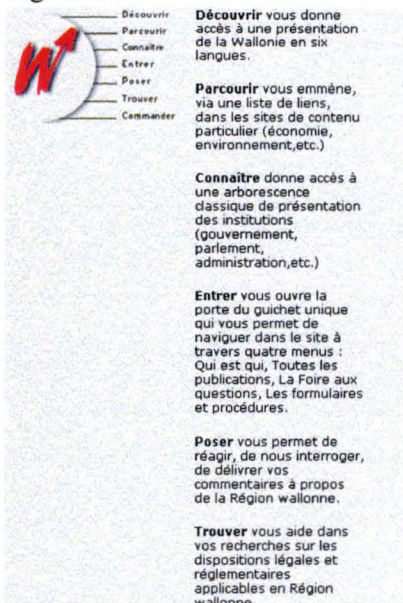 Découvrir
Parcourir
Connaître
Entrer
Poser
Trouver
Commander
W
Découvrir vous donne
accès à une présentation
de la Wallonie en six
langues.
Parcourir vous emmène,
via une liste de liens,
dans les sites de contenu
particulier (économie,
environnement,etc.)
Connaître donne accès à
une arborescence
classique de présentation
des institutions
(gouvernement,
parlement,
administration,etc.)
Entrer vous ouvre la
porte du guichet unique
qui vous permet de
naviguer dans le site à
travers quatre menus :
Qui est qui, Toutes les
publications, La Foire aux
questions, Les formulaires
et procédures.
Poser vous permet de
réagir, de nous interroger,
de délivrer vos
commentaires à propos
de la Région wallonne.
Trouver vous aide dans
vos recherches sur les
dispositions légales et
réglementaires
applicables en Région
wallonne